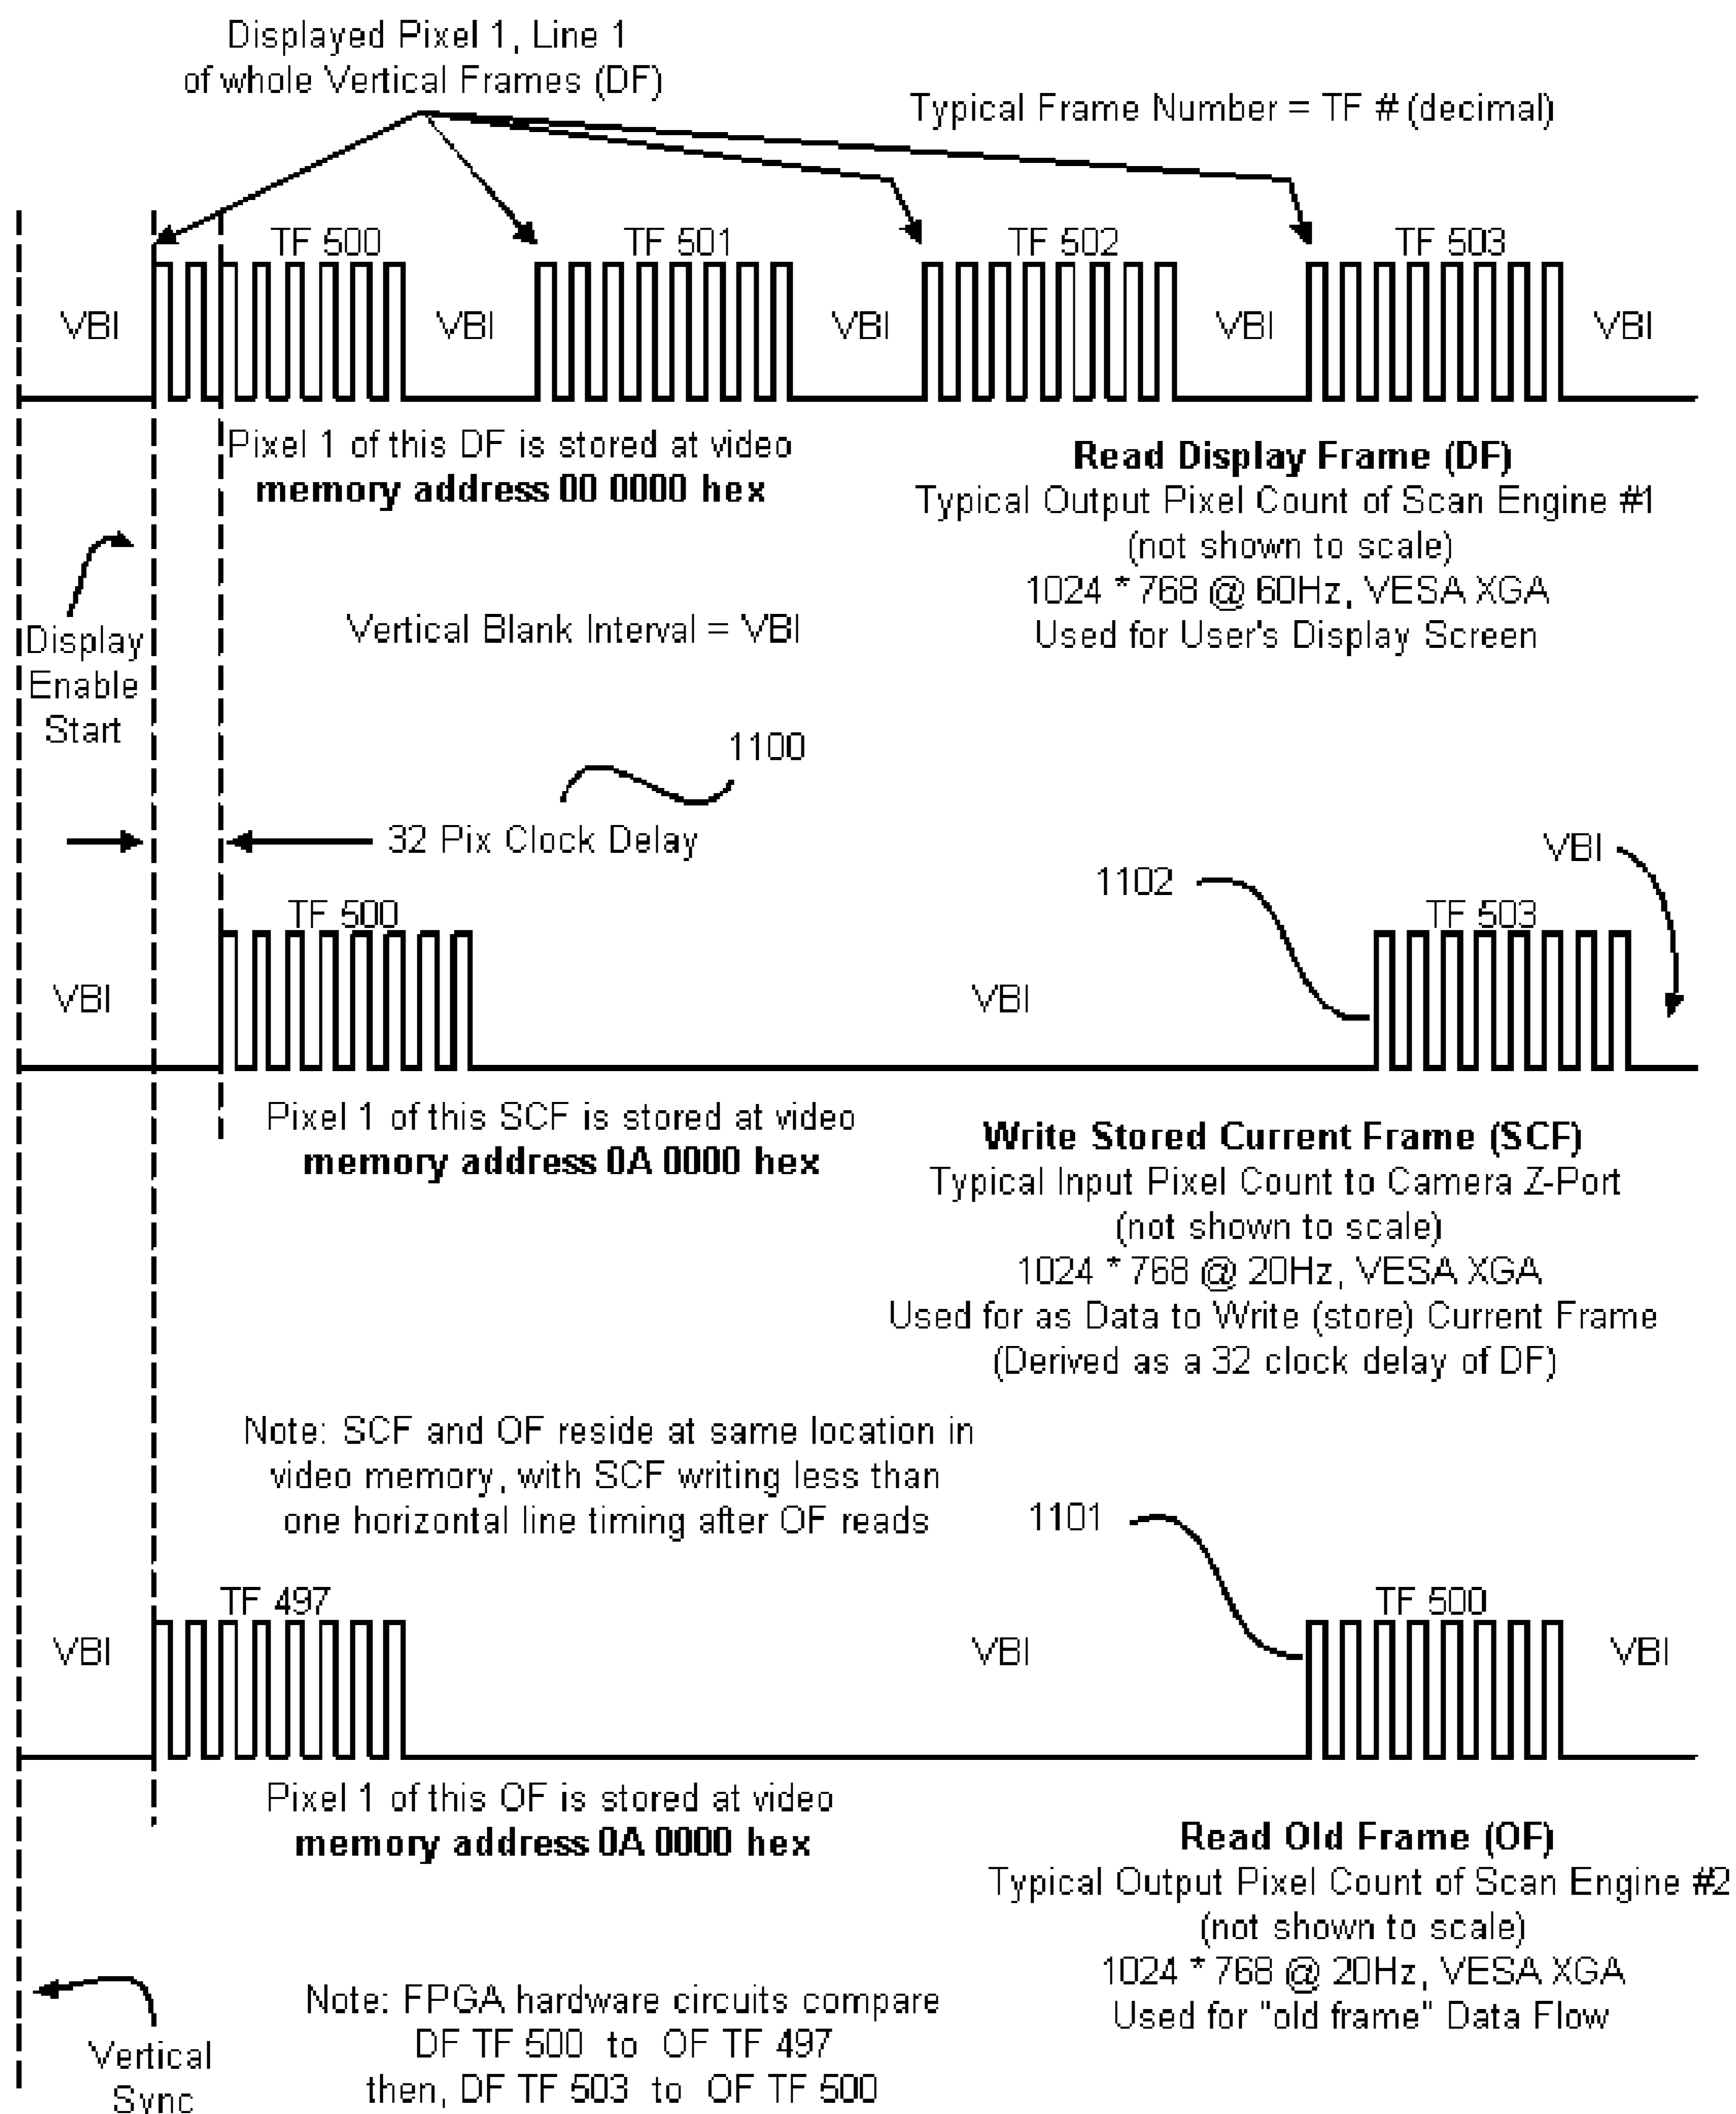 Displayed Pixel 1, Line 1
of whole Vertical Frames (DF)
Typical Frame Number = TF # (decimal)
TF 500
TF 501
TF 502
TF 503
VBI
VBI
VBI
VBI
VBI
Pixel 1 of this DF is stored at video
memory address 00 0000 hex
Read Display Frame (DF)
Typical Output Pixel Count of Scan Engine #1
(not shown to scale)
1024 * 768 @ 60Hz, VESA XGA
Used for User's Display Screen
Display
Enable
Start
Vertical Blank Interval = VBI
1100
32 Pix Clock Delay
VBI
1102
TF 500
TF 503
VBI
VBI
Pixel 1 of this SCF is stored at video
memory address 0A 0000 hex
Write Stored Current Frame (SCF)
Typical Input Pixel Count to Camera Z-Port
(not shown to scale)
1024 * 768 @ 20Hz, VESA XGA
Used for as Data to Write (store) Current Frame
(Derived as a 32 clock delay of DF)
Note: SCF and OF reside at same location in
video memory, with SCF writing less than
one horizontal line timing after OF reads
1101
TF 497
TF 500
VBI
VBI
VBI
Pixel 1 of this OF is stored at video
memory address 0A 0000 hex
Read Old Frame (OF)
Typical Output Pixel Count of Scan Engine #2
(not shown to scale)
1024 * 768 @ 20Hz, VESA XGA
Used for "old frame" Data Flow
Vertical
Sync
Note: FPGA hardware circuits compare
DF TF 500 to OF TF 497
then, DF TF 503 to OF TF 500